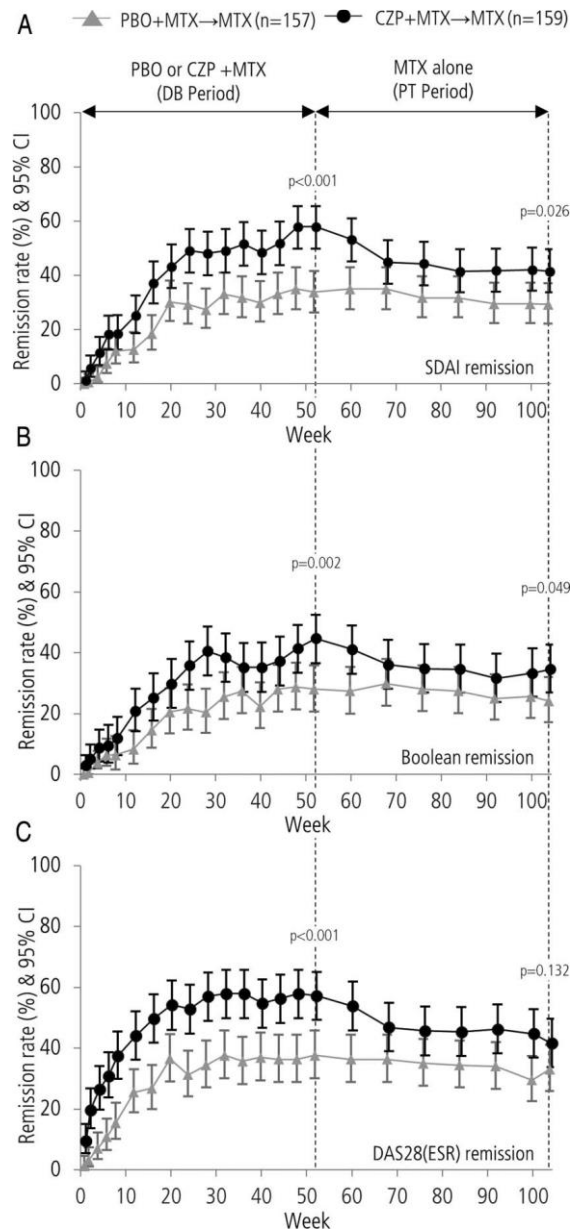 A
PBO+MTX→MTX (n=157) CZP+MTX→MTX (n=159)
PBO or CZP +MTX
(DB Period)
MTX alone
(PT Period)
Remission rate (%) & 95% CI
100
80
60
40
20
0
p<0.001
p=0.026
SDAI remission
0 10 20 30 40 50 60 70 80 90 100
Week
B
Remission rate (%) & 95% CI
100
80
60
40
20
0
p=0.002
p=0.049
Boolean remission
0 10 20 30 40 50 60 70 80 90 100
Week
C
Remission rate (%) & 95% CI
100
80
60
40
20
0
p<0.001
p=0.132
DAS28(ESR) remission
0 10 20 30 40 50 60 70 80 90 100
Week